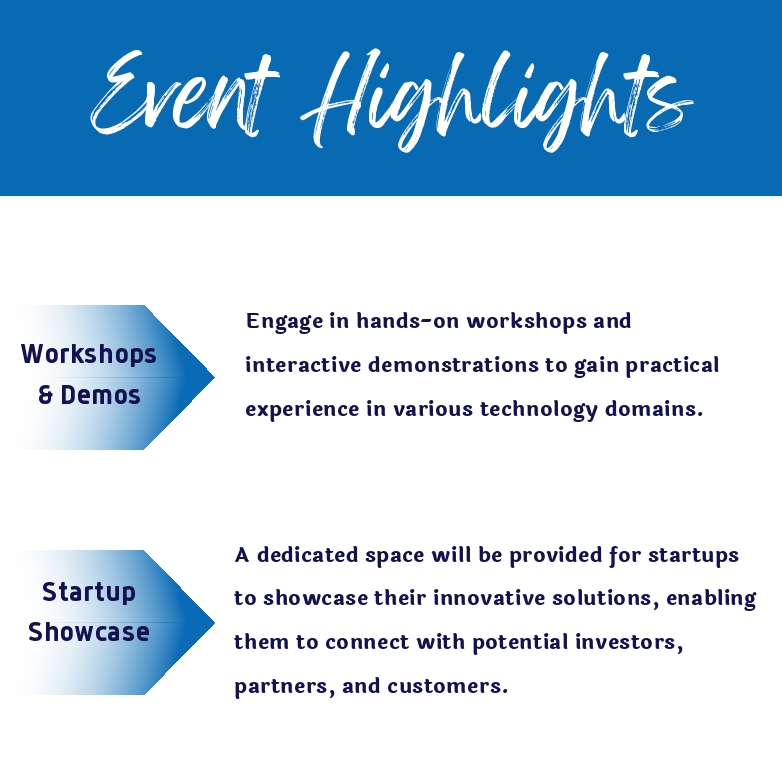 Event Highlights
Workshops
& Demos
Engage in hands-on workshops and
interactive demonstrations to gain practical
experience in various technology domains.
Startup
Showcase
A dedicated space will be provided for startups
to showcase their innovative solutions, enabling
them to connect with potential investors,
partners, and customers.